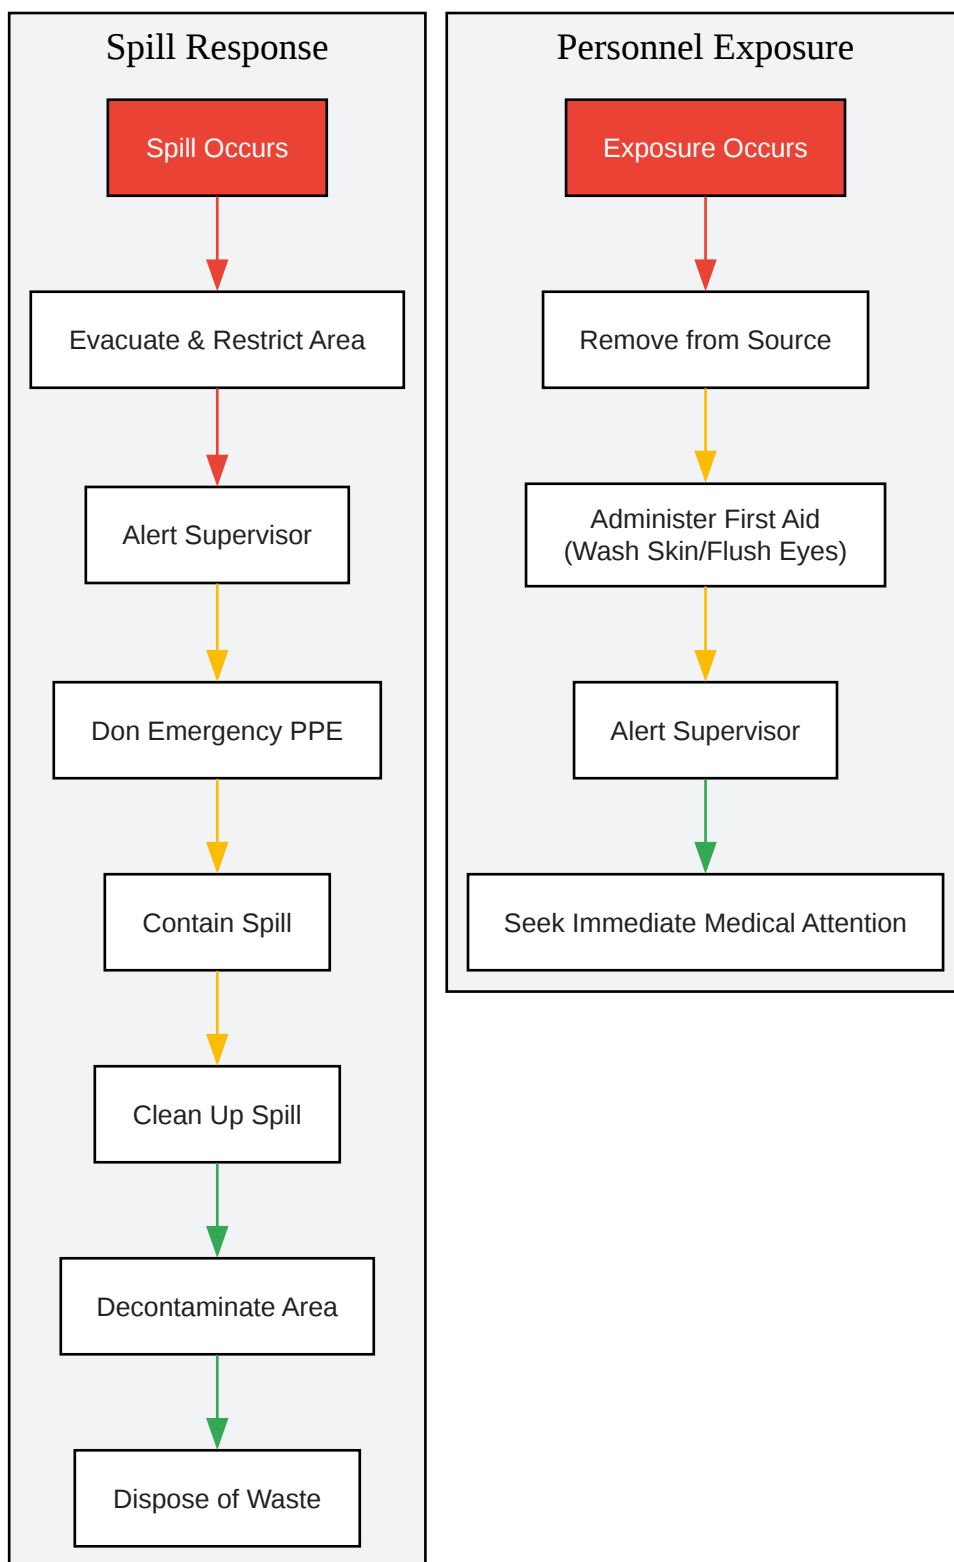 Spill Response
Spill Occurs
Evacuate & Restrict Area
Alert Supervisor
Don Emergency PPE
Contain Spill
Clean Up Spill
Decontaminate Area
Dispose of Waste
Personnel Exposure
Exposure Occurs
Remove from Source
Administer First Aid
(Wash Skin/Flush Eyes)
Alert Supervisor
Seek Immediate Medical Attention